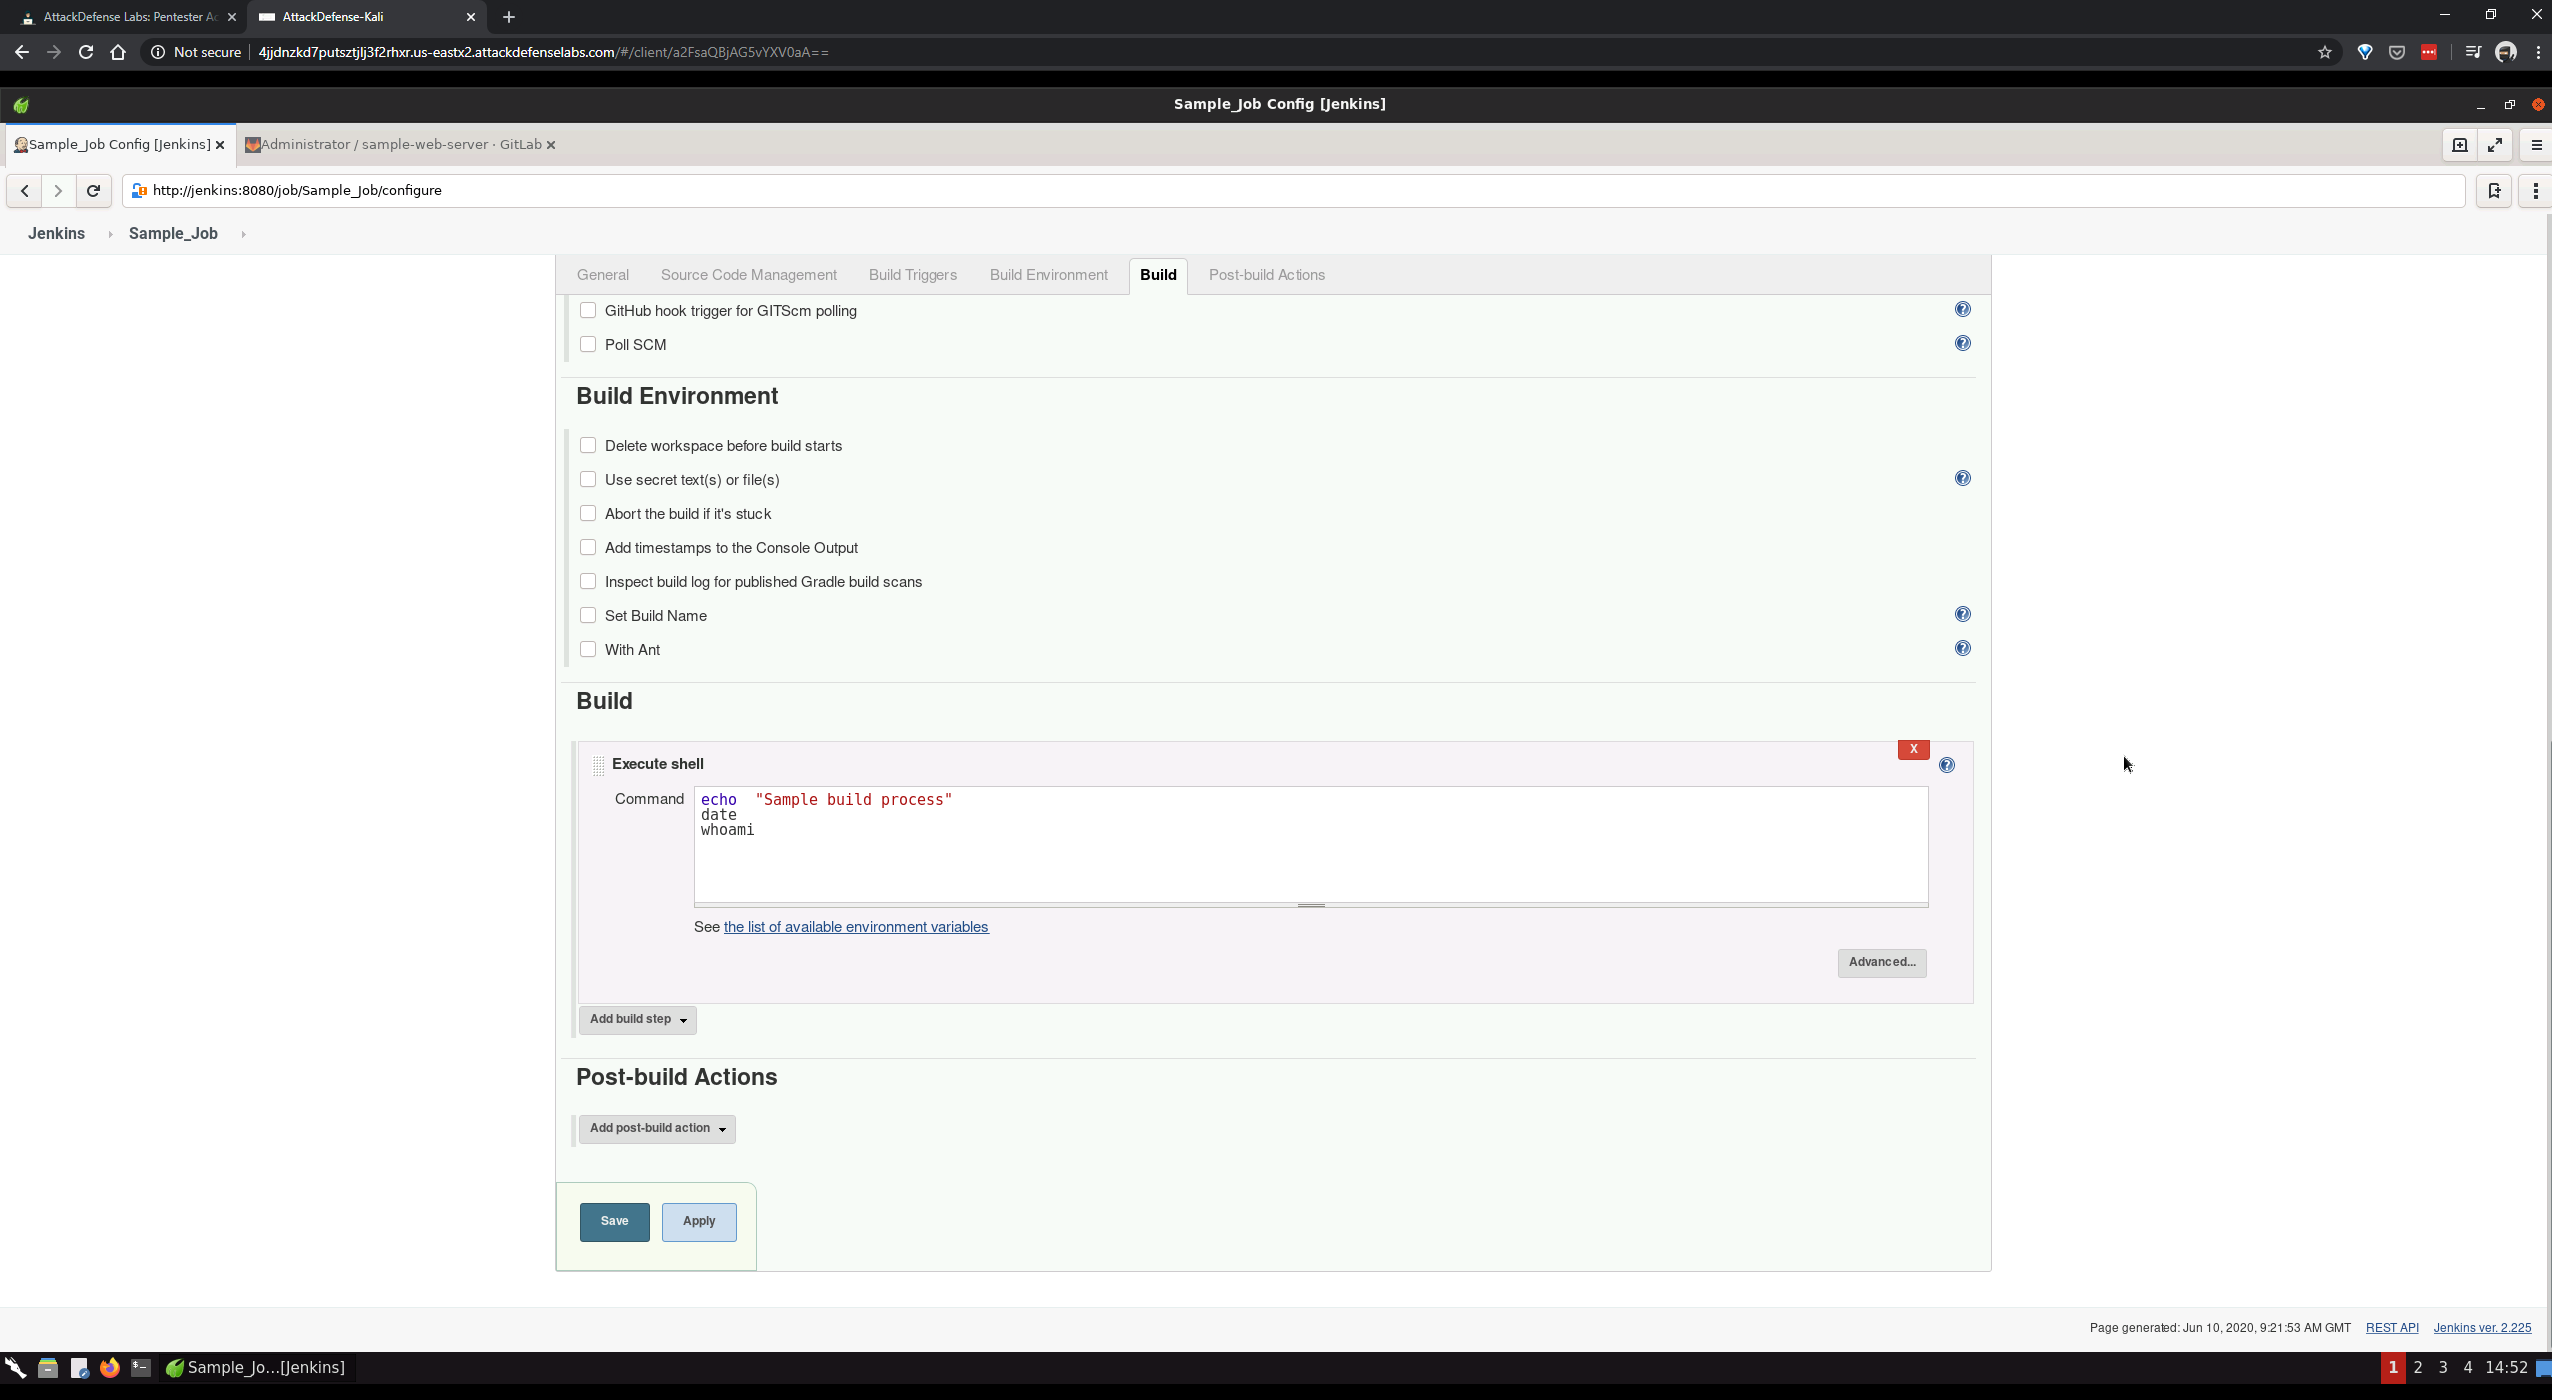 AttackDefense Labs: Pentester Ac
AttackDefense-Kali
Not secure
4jjdnzkd7putsztjlj3f2rhxr.us-eastx2.attackdefenselabs.com/#/client/a2FsaQBjAG5vYXV0aA==
Sample_Job Config [Jenkins]
Sample_Job Config [Jenkins]
Administrator / sample-web-server · GitLab
http://jenkins:8080/job/Sample_Job/configure
Jenkins
Sample_Job
General
Source Code Management
Build Triggers
Build Environment
Build
Post-build Actions
GitHub hook trigger for GITScm polling
Poll SCM
Build Environment
Delete workspace before build starts
Use secret text(s) or file(s)
Abort the build if it's stuck
Add timestamps to the Console Output
Inspect build log for published Gradle build scans
Set Build Name
With Ant
Build
X
Execute shell
Command
echo  "Sample build process"
date
whoami
See the list of available environment variables
Advanced...
Add build step
Post-build Actions
Add post-build action
Save
Apply
Page generated: Jun 10, 2020, 9:21:53 AM GMT
REST API
Jenkins ver. 2.225
Sample_Jo...[Jenkins]
1
2
3
4
14:52